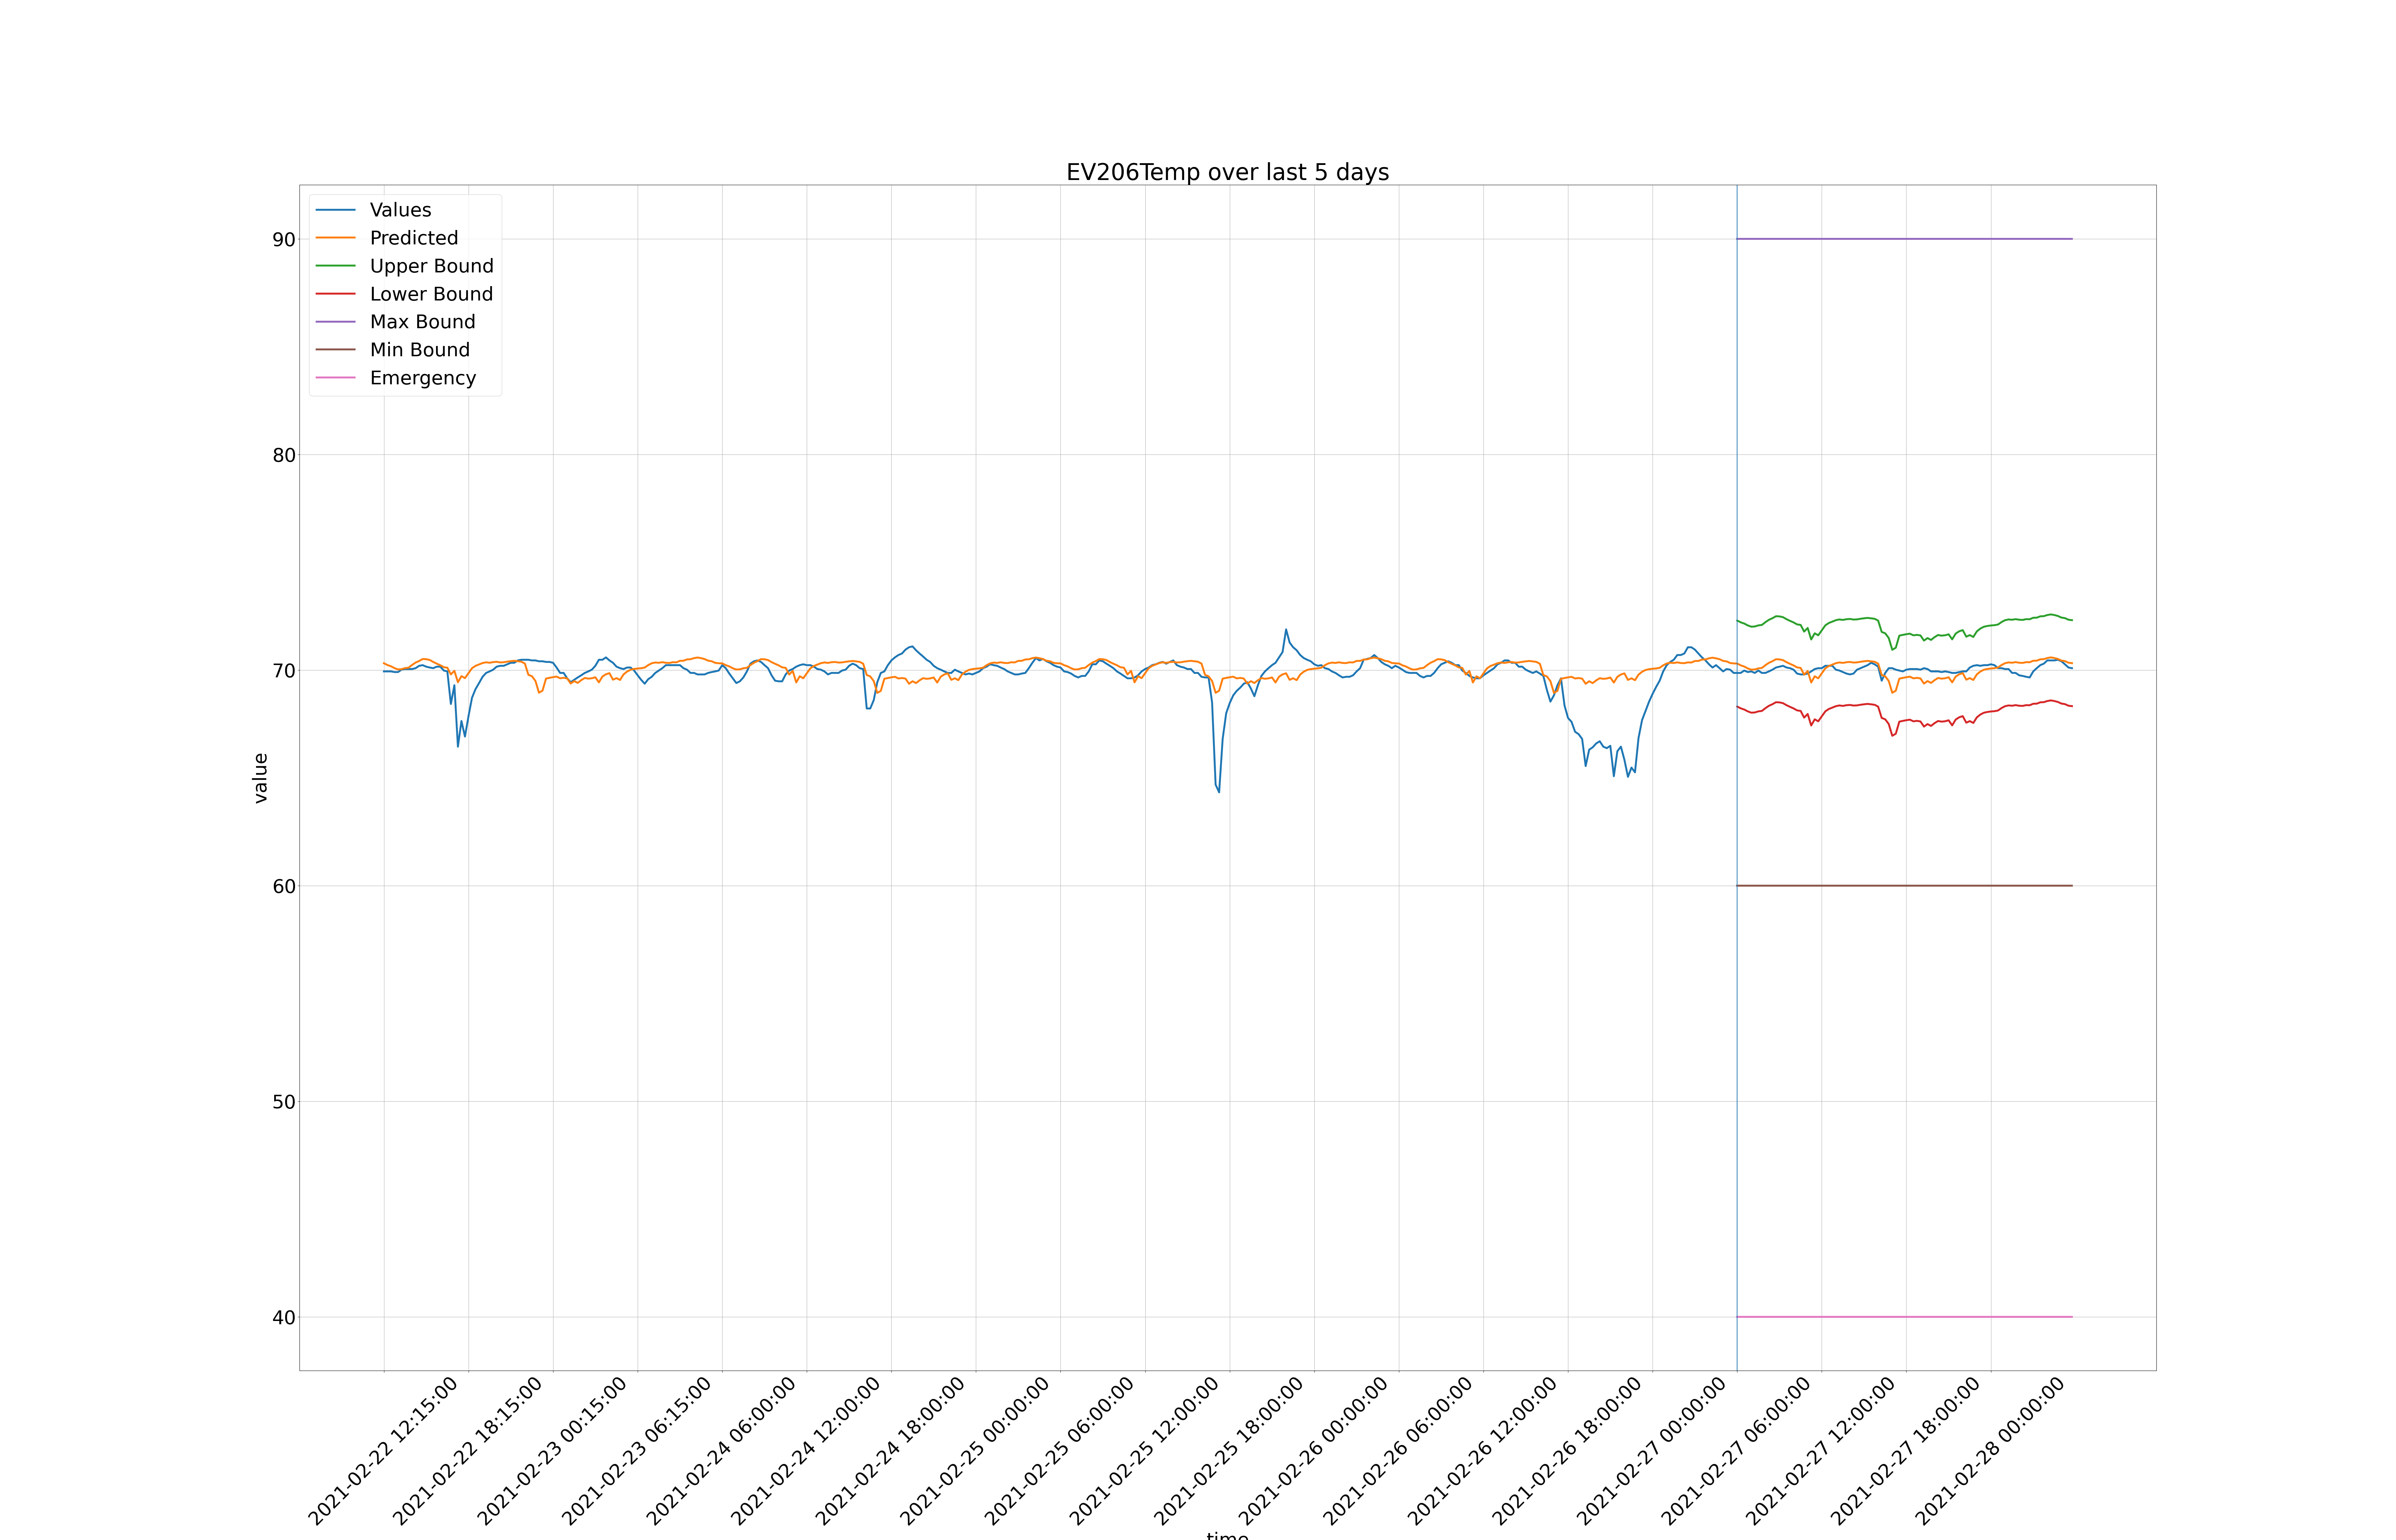 EV206Temp over last 5 days
Values
Predicted
Upper Bound
Lower Bound
Max Bound
Min Bound
Emergency
90
80
70
60
50
40
value
2021-02-22 12:15:00
2021-02-22 18:15:00
2021-02-23 00:15:00
2021-02-23 06:15:00
2021-02-24 06:00:00
2021-02-24 12:00:00
2021-02-24 18:00:00
2021-02-25 00:00:00
2021-02-25 06:00:00
2021-02-25 12:00:00
2021-02-25 18:00:00
2021-02-26 00:00:00
2021-02-26 06:00:00
2021-02-26 12:00:00
2021-02-26 18:00:00
2021-02-27 00:00:00
2021-02-27 06:00:00
2021-02-27 12:00:00
2021-02-27 18:00:00
2021-02-28 00:00:00
time